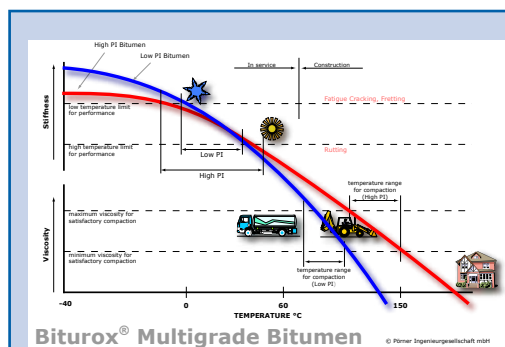 High PI Bitumen
Low PI Bitumen
In service
Construction
Stiffness
low temperature limit
for performance
Fatigue Cracking, Fretting
high temperature limit
for performance
Rutting
Low PI
High PI
temperature range
for compaction
(High PI)
Viscosity
maximum viscosity for
satisfactory compaction
minimum viscosity for
satisfactory compaction
temperature range
for compaction
(Low PI)
-40
0
60
150
TEMPERATURE °C
Biturox® Multigrade Bitumen
© Pörner Ingenieurgesellschaft mbH